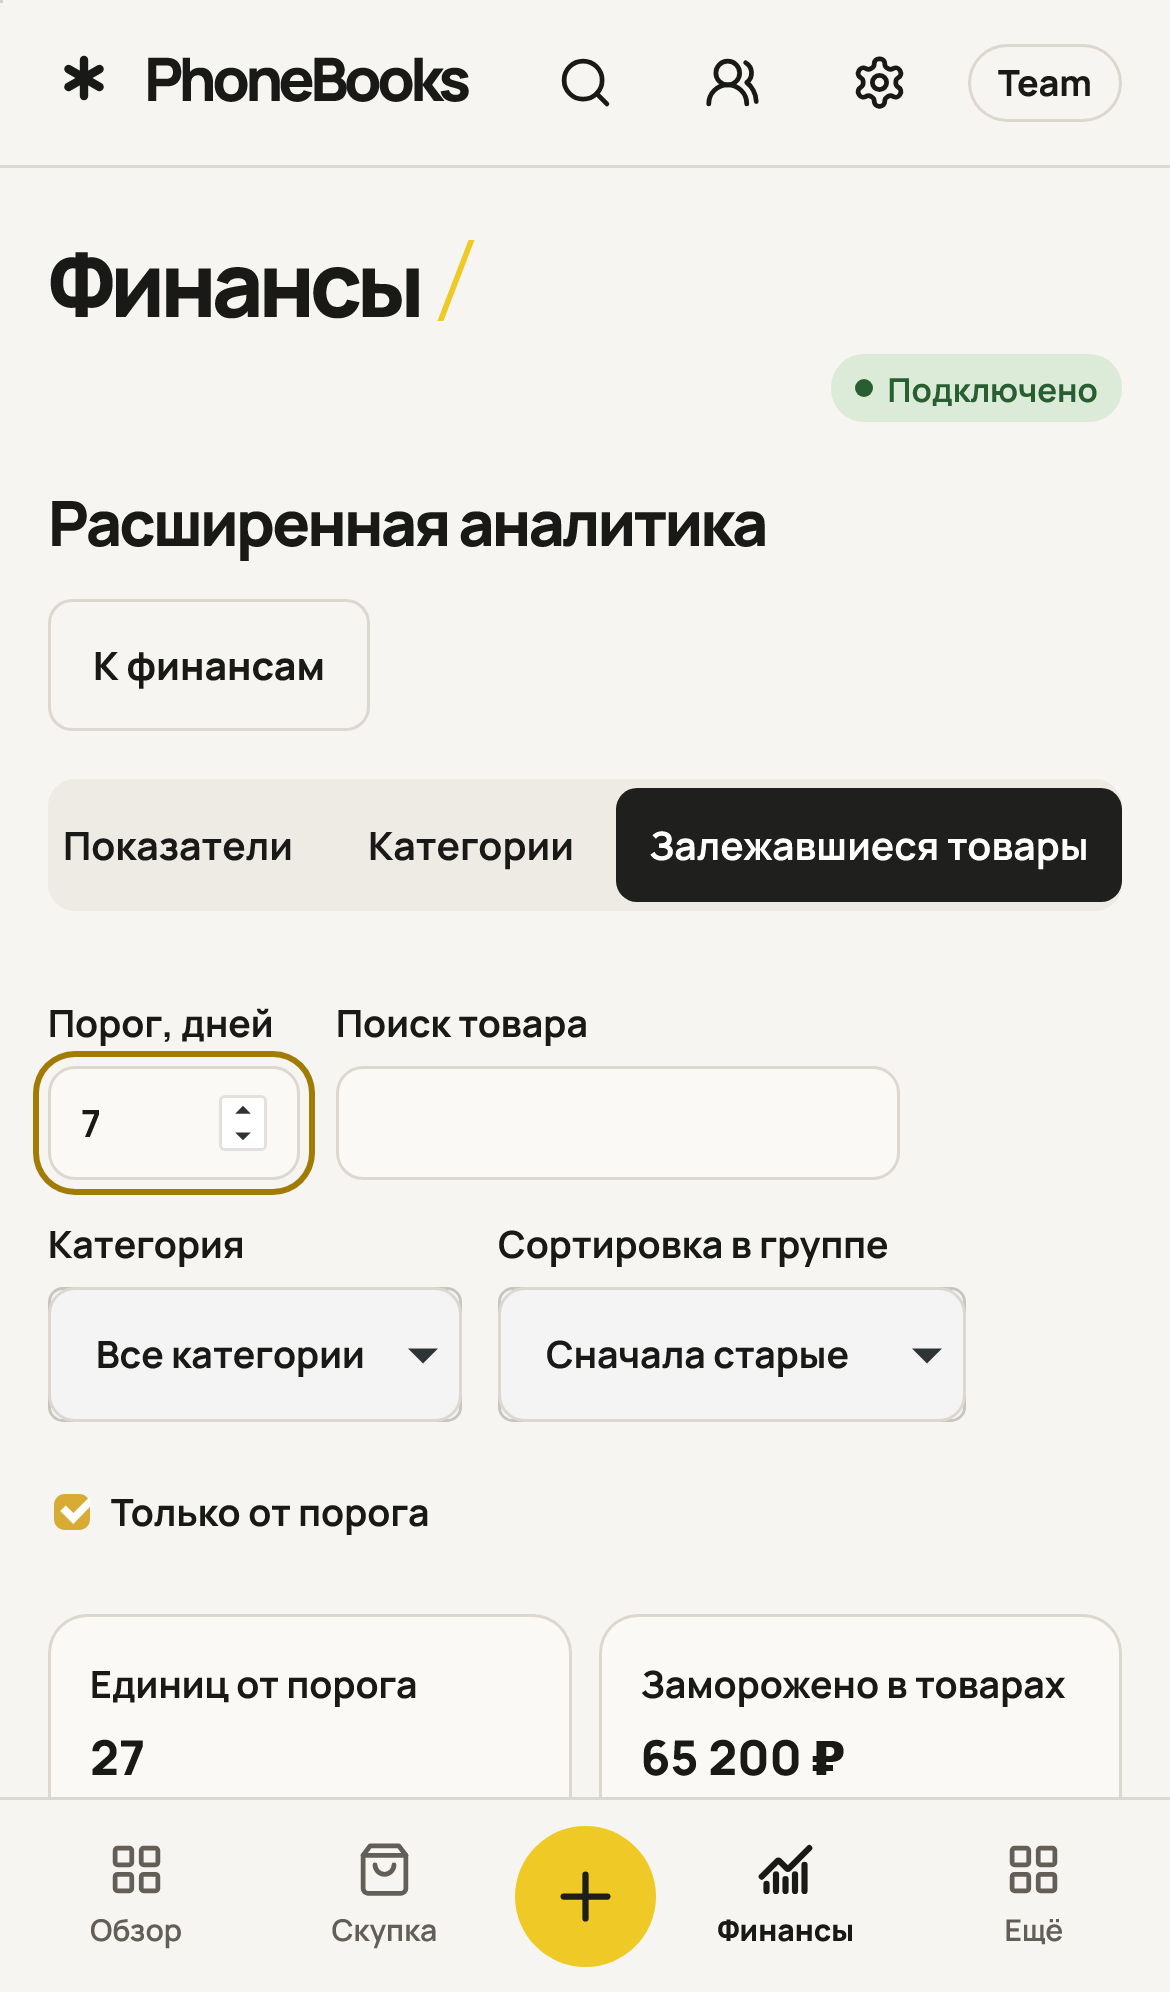 PhoneBooks
Team
Финансы /
Подключено
Расширенная аналитика
К финансам
Показатели Категории Залежавшиеся товары
Порог, дней Поиск товара
7
Категория Сортировка в группе
Все категории Сначала старые
Только от порога
Единиц от порога Заморожено в товарах
27 65 200 ₽
Обзор Скупка Финансы Ещё